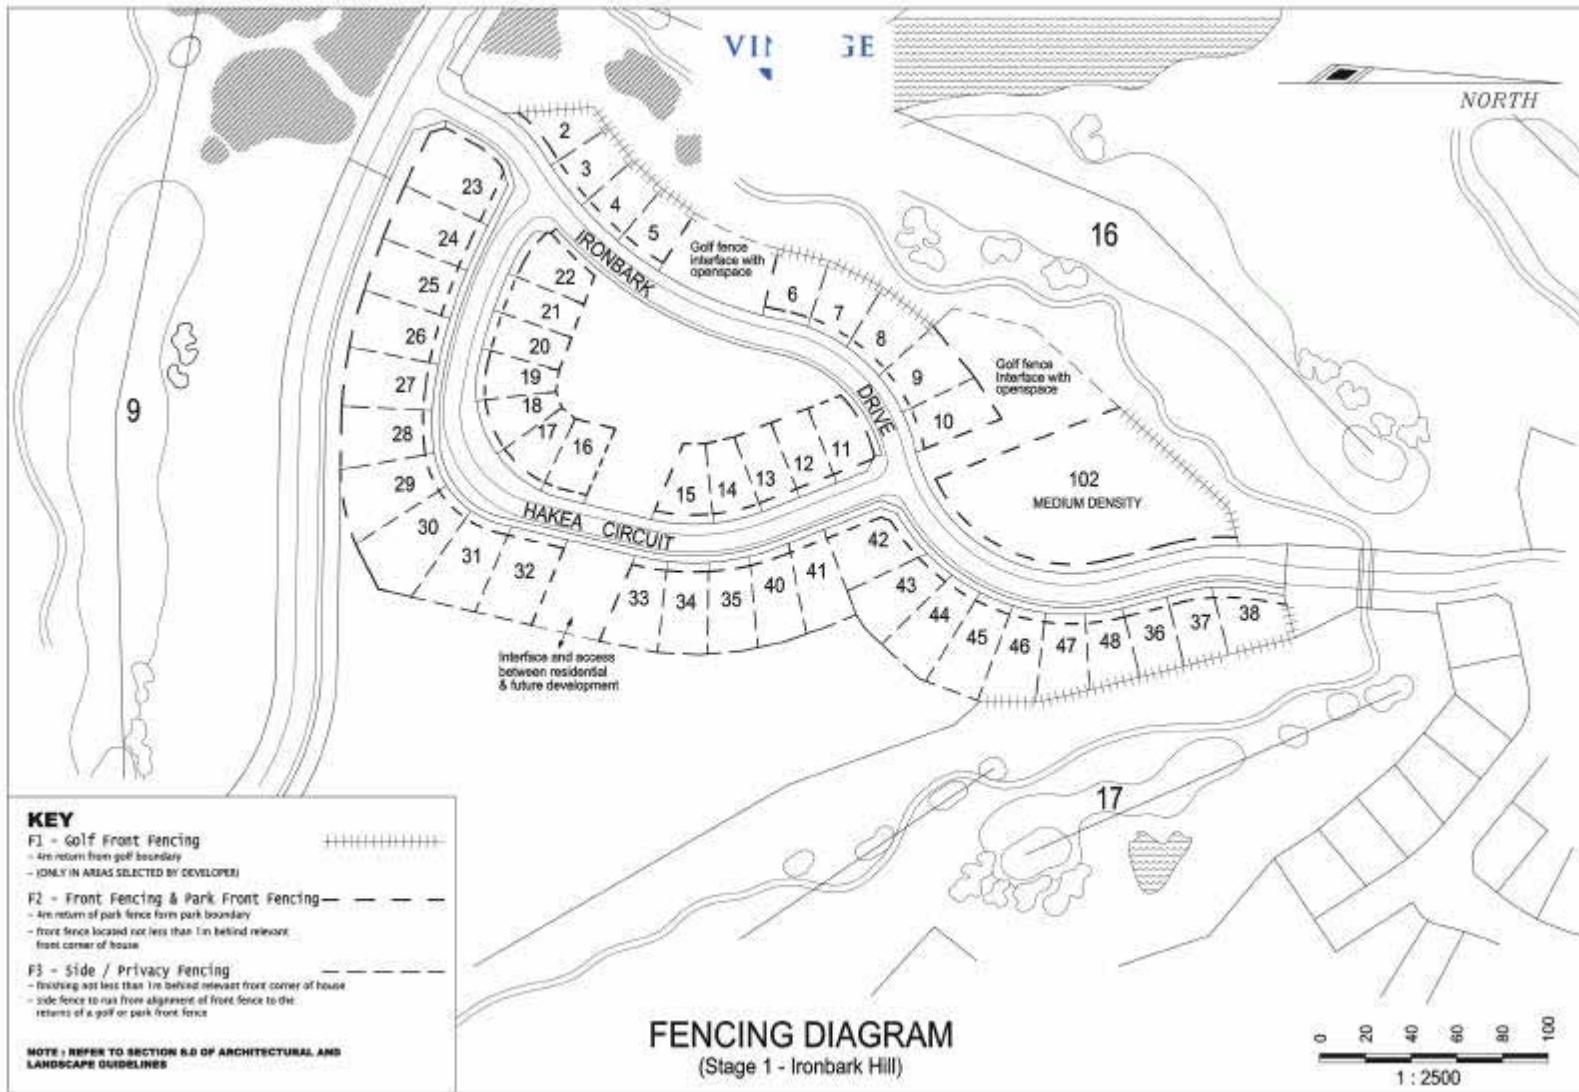 VI
GE
NORTH
2
3
4
5
23
24
25
26
27
28
29
30
31
32
22
21
20
19
18
17
16
IRONBARK
DRIVE
Golf fence
interface with
openspace
6
7
8
9
10
Golf fence
Interface with
openspace
16
9
15
14
13
12
11
102
MEDIUM DENSITY
HAKEA CIRCUIT
33
34
35
40
41
42
43
44
45
46
47
48
36
37
38
Interface and access
between residential
& future development
17
KEY
F1 - Golf Front Fencing
- 4m return from golf boundary
- (ONLY IN AREAS SELECTED BY DEVELOPER)
F2 - Front Fencing & Park Front Fencing
- 4m return of park fence form park boundary
- front fence located not less than 1m behind relevant
front corner of house
F3 - Side / Privacy Fencing
- finishing not less than 1m behind relevant front corner of house
- side fence to run from alignment of front fence to the
returns of a golf or park front fence
NOTE : REFER TO SECTION 6.0 OF ARCHITECTURAL AND
LANDSCAPE GUIDELINES
FENCING DIAGRAM
(Stage 1 - Ironbark Hill)
0 20 40 60 80 100
1 : 2500